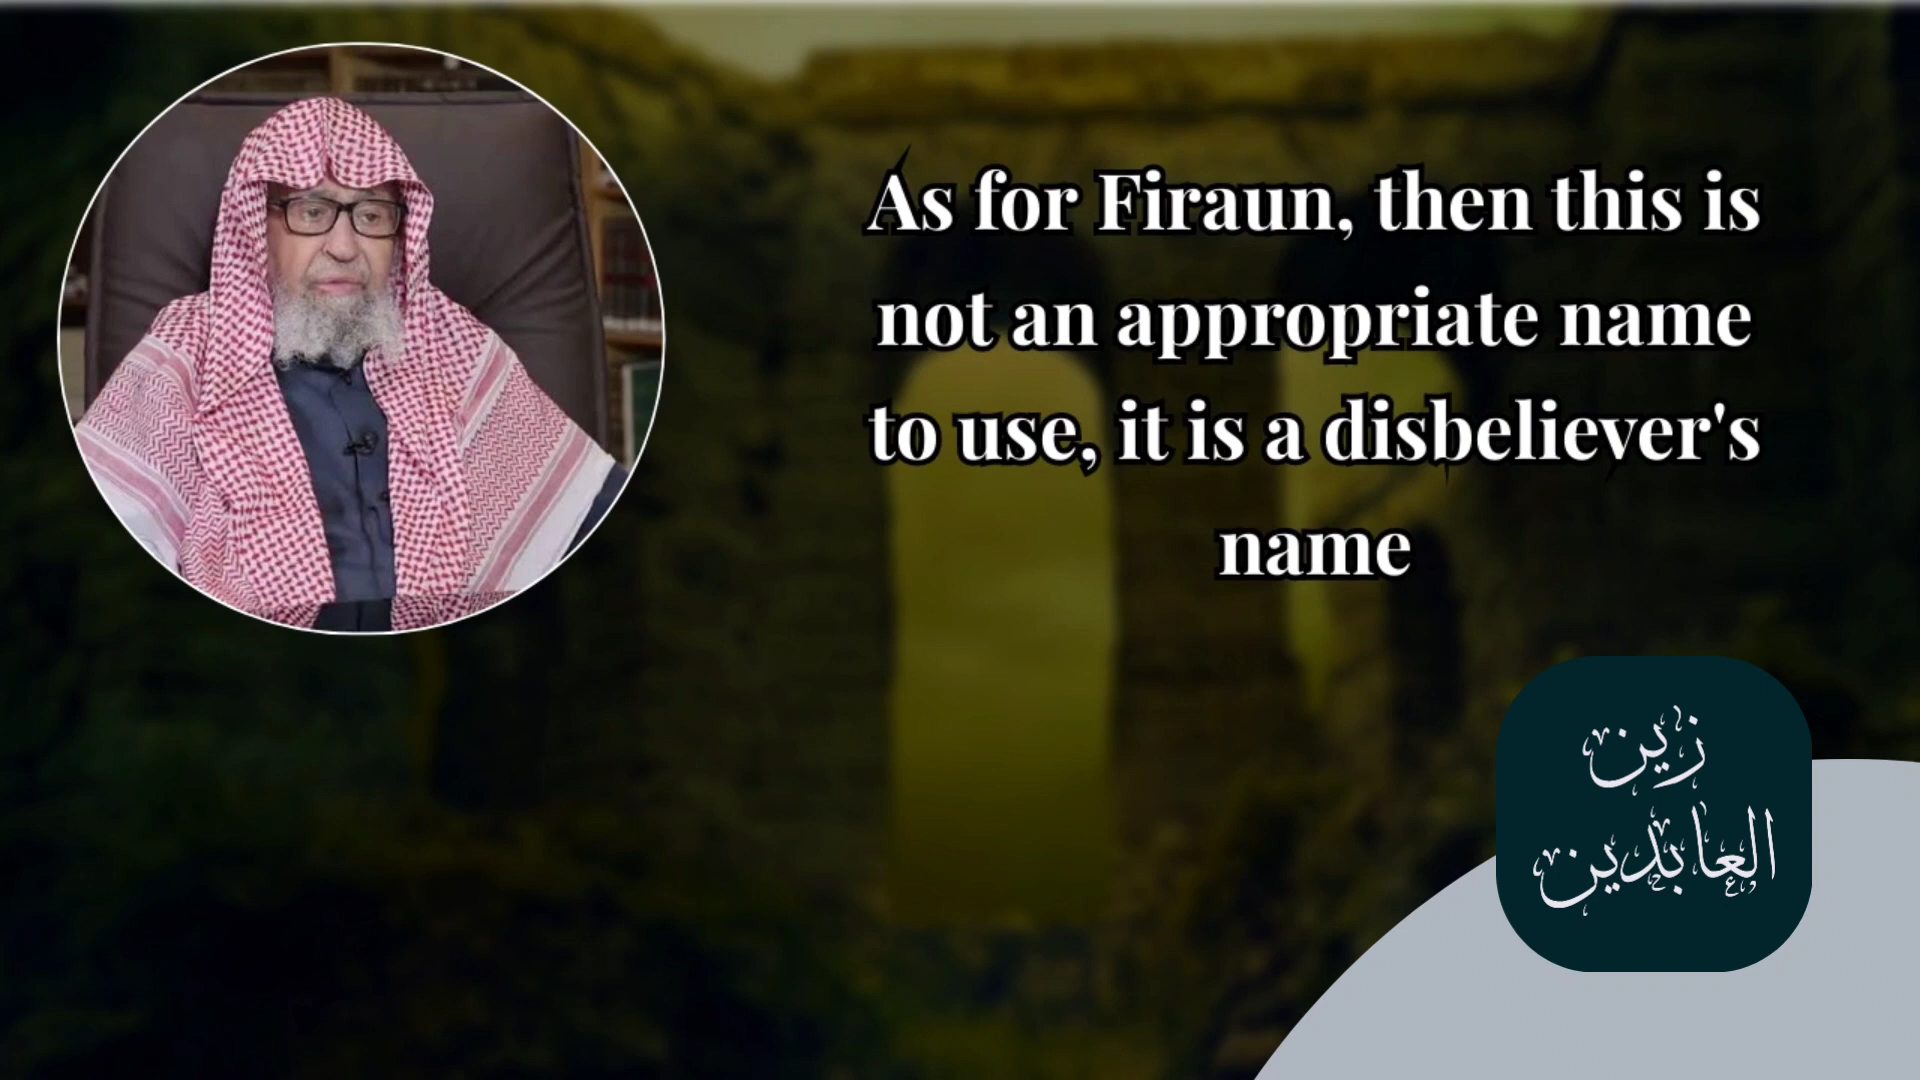 As for Firaun, then this is
not an appropriate name
to use, it is a disbeliever's
name
زين
العابدين